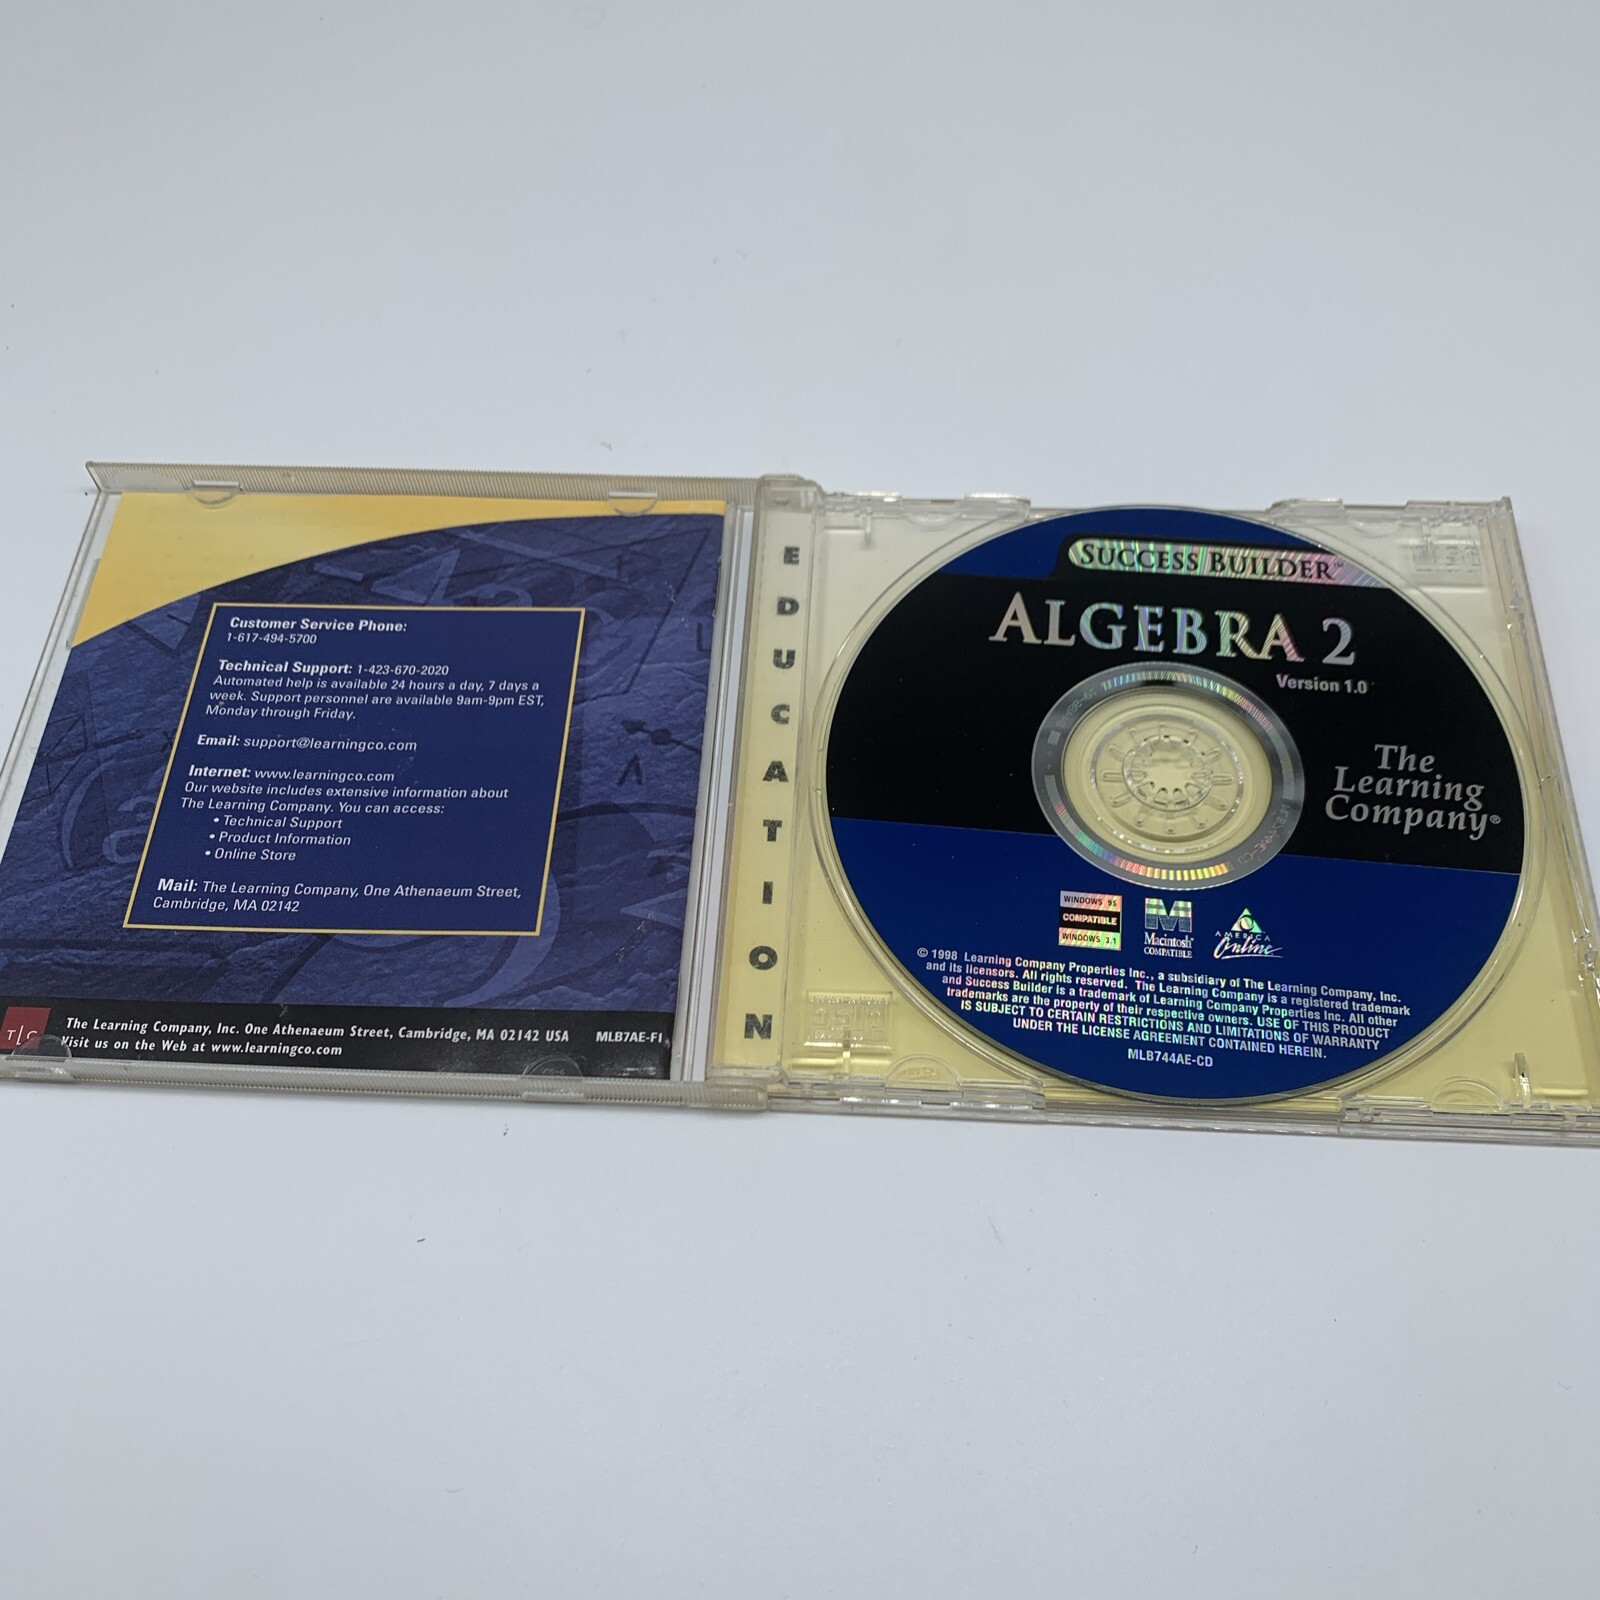 Customer Service Phone:
1-617-494-5700
Technical Support: 1-423-670-2020
Automated help is available 24 hours a day, 7 days a
week. Support personnel are available 9am-9pm EST,
Monday through Friday.
Email: support@learningco.com
Internet: www.learningco.com
Our website includes extensive information about
The Learning Company. You can access:
• Technical Support
• Product Information
• Online Store
Mail: The Learning Company, One Athenaeum Street,
Cambridge, MA 02142
TLC
The Learning Company, Inc. One Athenaeum Street, Cambridge, MA 02142 USA MLB7AE-F1
Visit us on the Web at www.learningco.com
EDUCATION
SUCCESS BUILDER™
ALGEBRA 2
Version 1.0
The
Learning
Company®
WINDOWS 95
COMPATIBLE
WINDOWS 3.1
Macintosh
COMPATIBLE
AMERICA
Online
© 1998 Learning Company Properties Inc., a subsidiary of The Learning Company, Inc.
and its licensors. All rights reserved. The Learning Company is a registered trademark
and Success Builder is a trademark of Learning Company Properties Inc. All other
trademarks are the property of their respective owners. USE OF THIS PRODUCT
IS SUBJECT TO CERTAIN RESTRICTIONS AND LIMITATIONS OF WARRANTY
UNDER THE LICENSE AGREEMENT CONTAINED HEREIN.
MLB744AE-CD